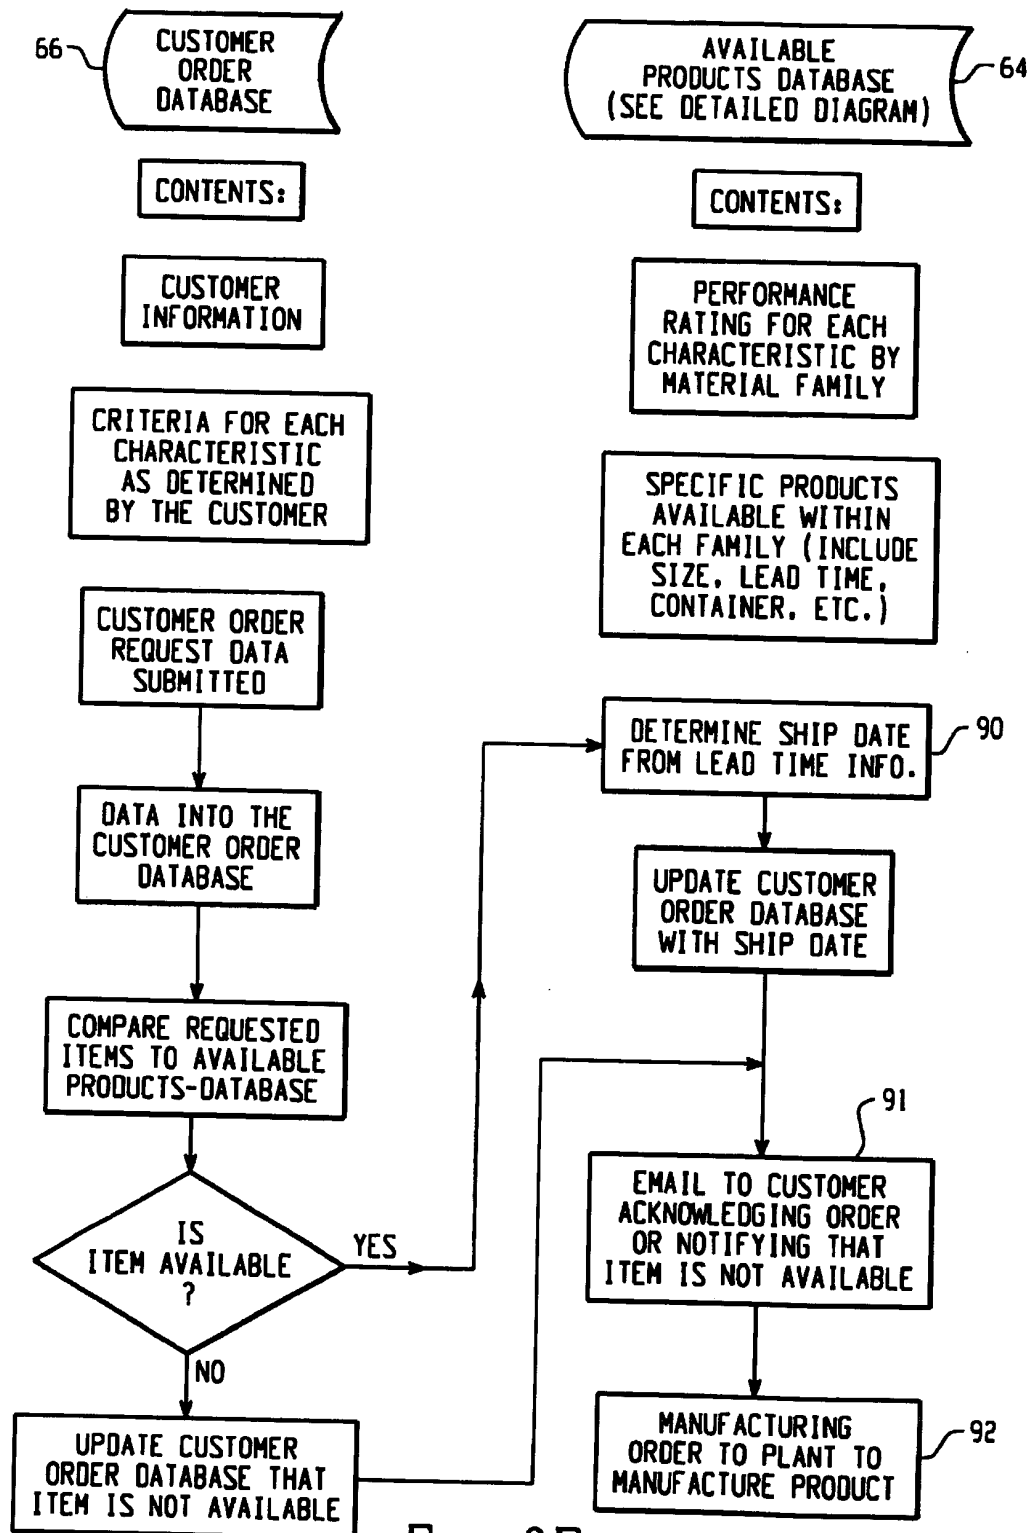 66
CUSTOMER
ORDER
DATABASE
CONTENTS:
CUSTOMER
INFORMATION
CRITERIA FOR EACH
CHARACTERISTIC
AS DETERMINED
BY THE CUSTOMER
CUSTOMER ORDER
REQUEST DATA
SUBMITTED
DATA INTO THE
CUSTOMER ORDER
DATABASE
COMPARE REQUESTED
ITEMS TO AVAILABLE
PRODUCTS-DATABASE
IS
ITEM AVAILABLE
?
YES
NO
UPDATE CUSTOMER
ORDER DATABASE THAT
ITEM IS NOT AVAILABLE
AVAILABLE
PRODUCTS DATABASE
(SEE DETAILED DIAGRAM)
64
CONTENTS:
PERFORMANCE
RATING FOR EACH
CHARACTERISTIC BY
MATERIAL FAMILY
SPECIFIC PRODUCTS
AVAILABLE WITHIN
EACH FAMILY (INCLUDE
SIZE, LEAD TIME,
CONTAINER, ETC.)
DETERMINE SHIP DATE
FROM LEAD TIME INFO.
90
UPDATE CUSTOMER
ORDER DATABASE
WITH SHIP DATE
91
EMAIL TO CUSTOMER
ACKNOWLEDGING ORDER
OR NOTIFYING THAT
ITEM IS NOT AVAILABLE
MANUFACTURING
ORDER TO PLANT TO
MANUFACTURE PRODUCT
92